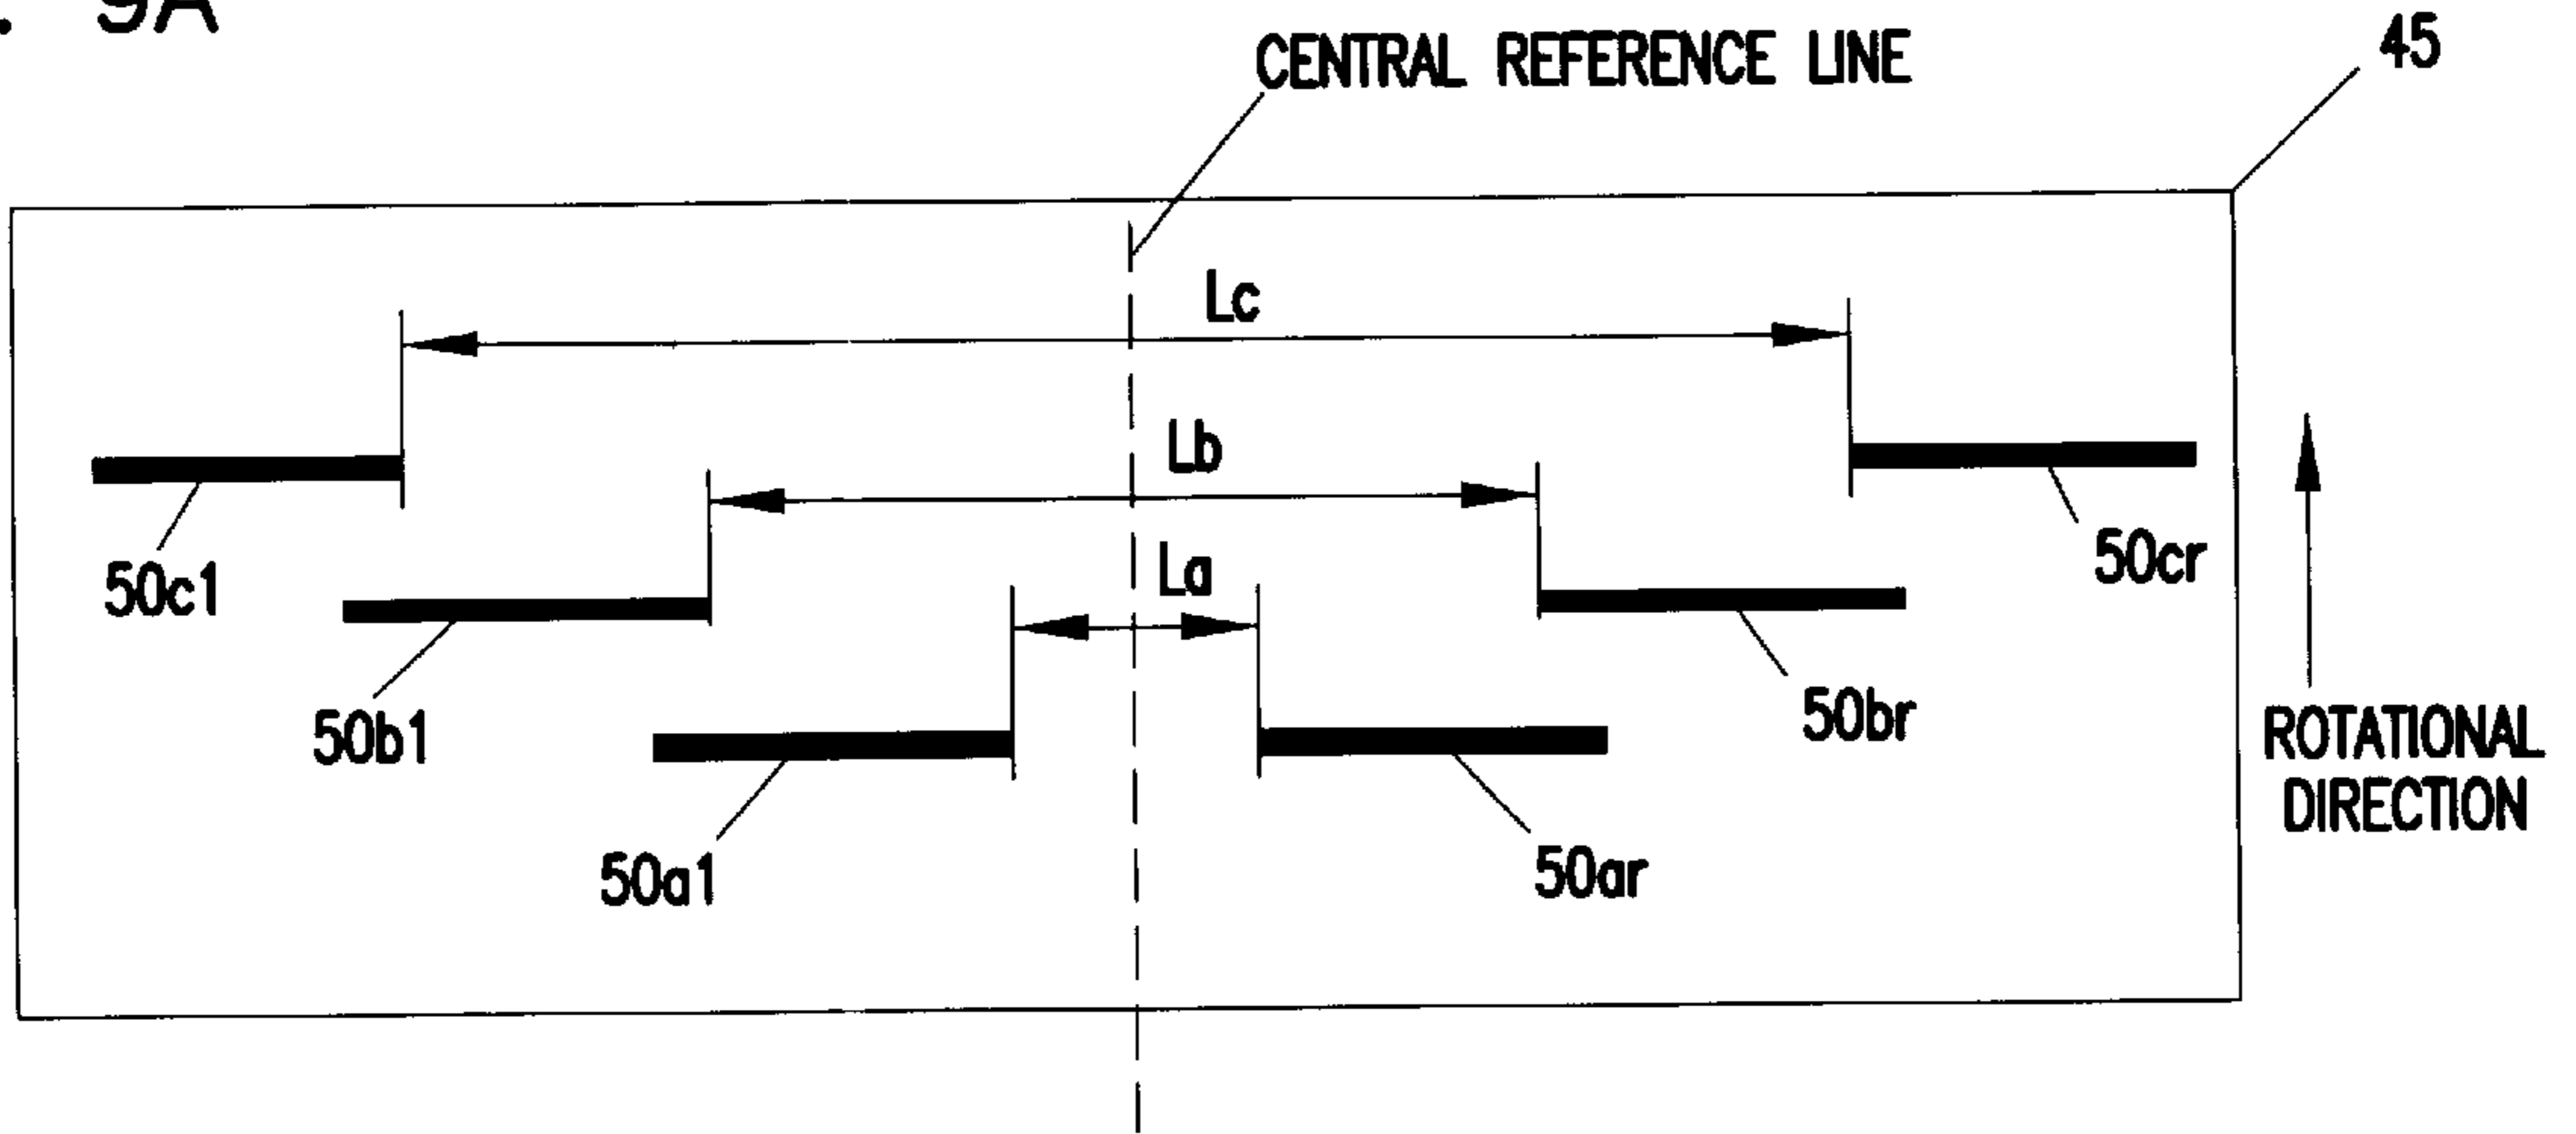 . 9A
CENTRAL REFERENCE LINE
45
Lc
Lb
La
50c1
50cr
50b1
50br
50a1
50ar
ROTATIONAL
DIRECTION